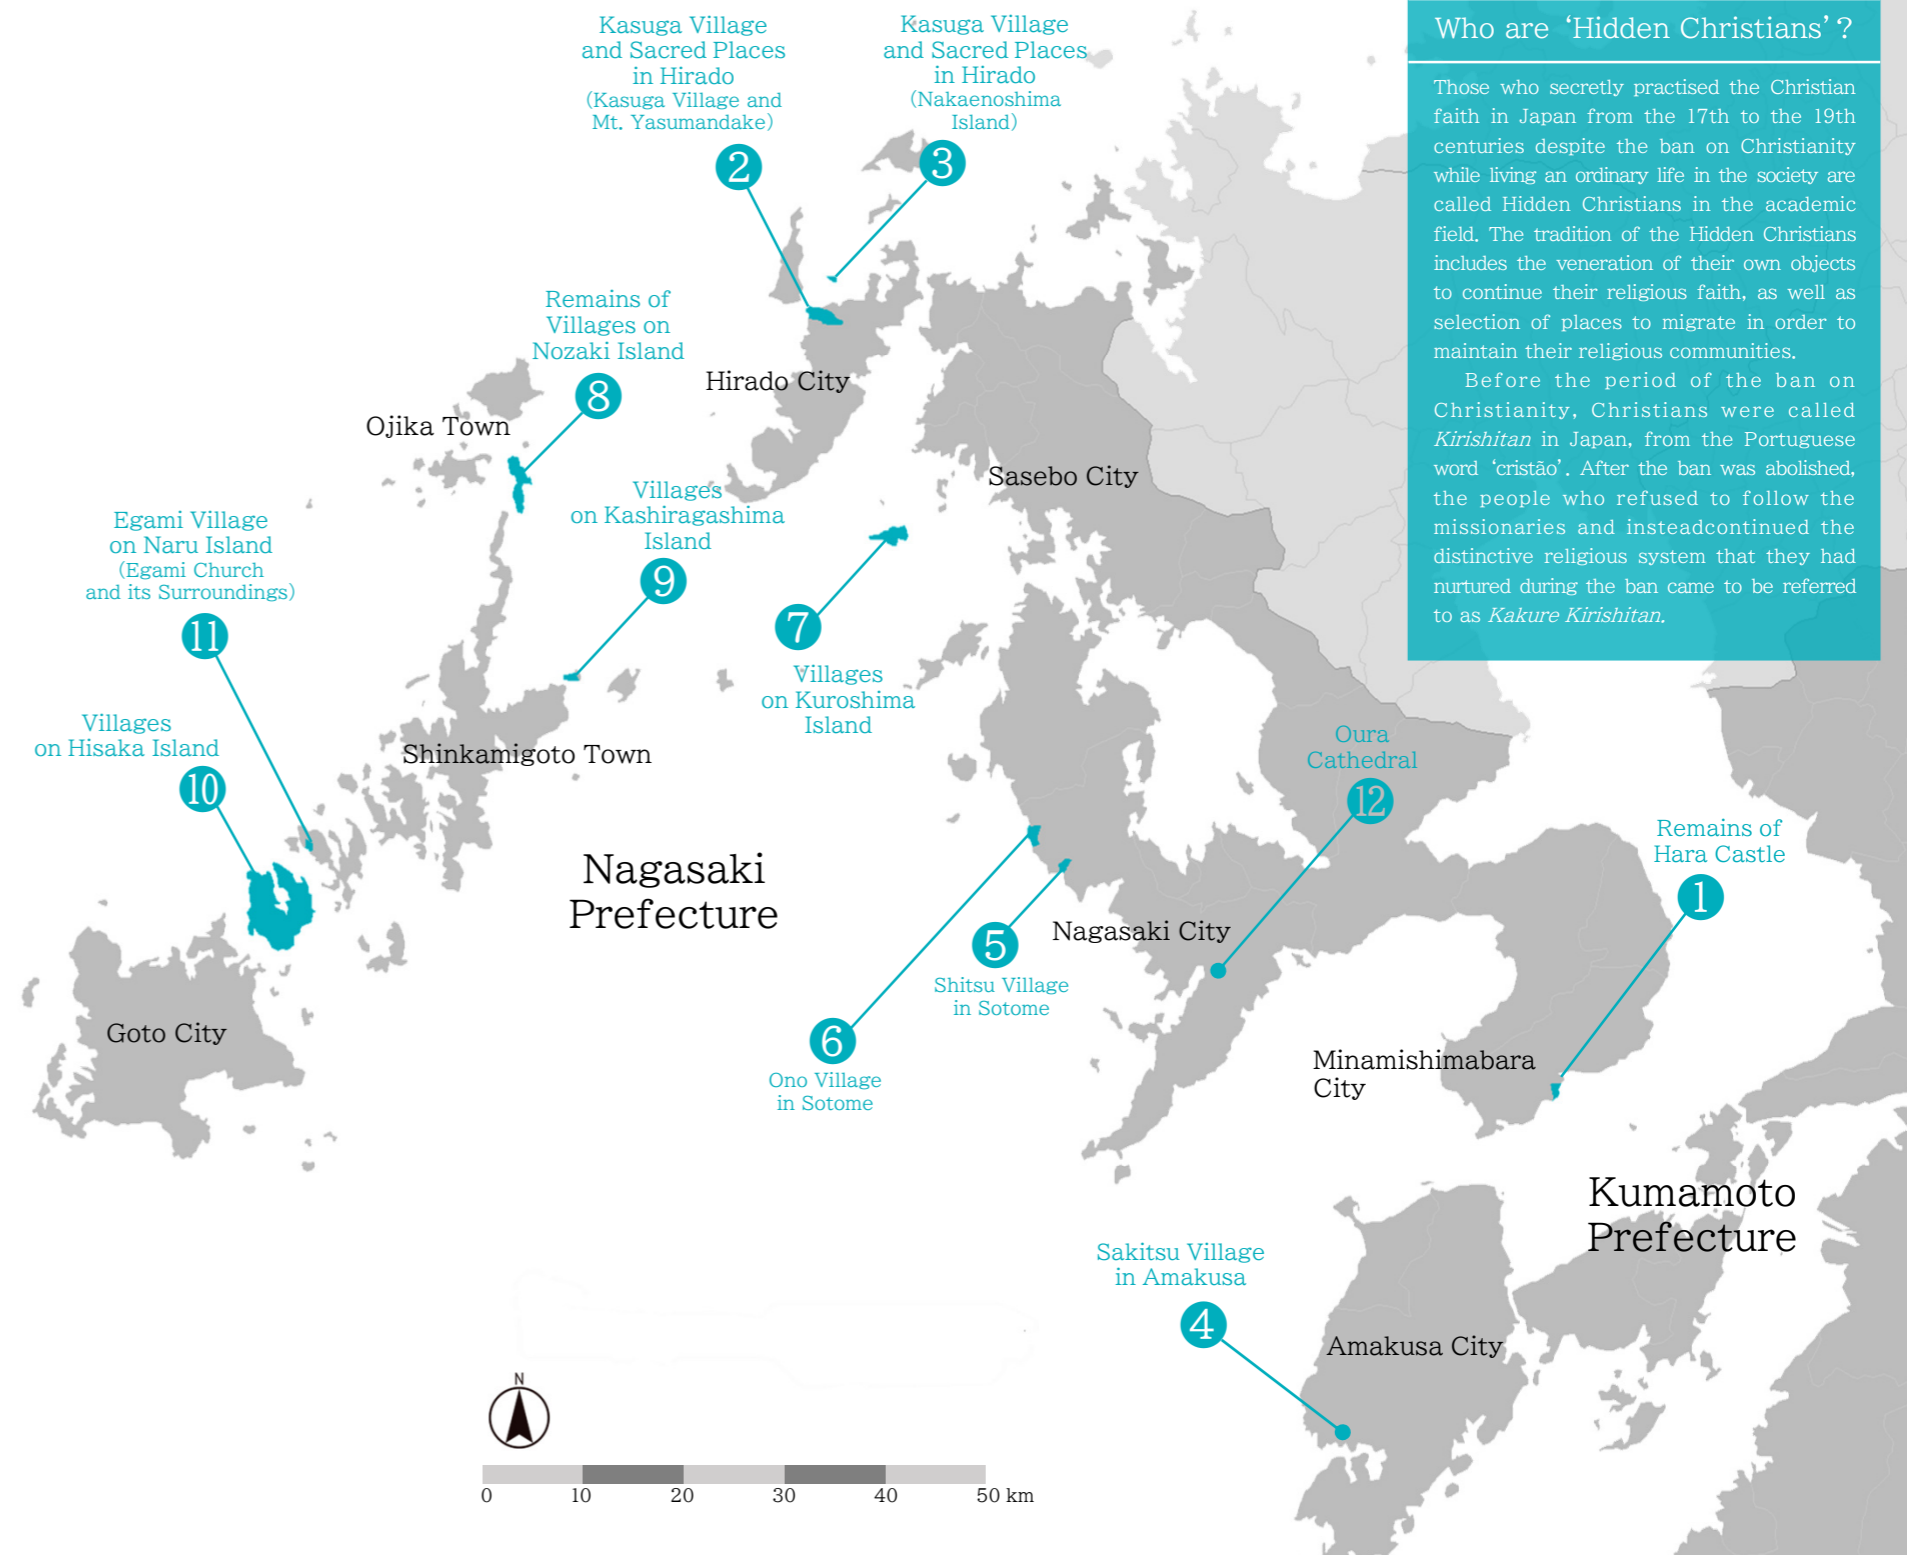 Kasuga Village
and Sacred Places
in Hirado
(Kasuga Village and
Mt. Yasumandake)
2
Kasuga Village
and Sacred Places
in Hirado
(Nakaenoshima
Island)
3
Who are ‘Hidden Christians’?
Those who secretly practised the Christian
faith in Japan from the 17th to the 19th
centuries despite the ban on Christianity
while living an ordinary life in the society are
called Hidden Christians in the academic
field. The tradition of the Hidden Christians
includes the veneration of their own objects
to continue their religious faith, as well as
selection of places to migrate in order to
maintain their religious communities.
Before the period of the ban on
Christianity, Christians were called
Kirishitan in Japan, from the Portuguese
word ‘cristão’. After the ban was abolished,
the people who refused to follow the
missionaries and insteadcontinued the
distinctive religious system that they had
nurtured during the ban came to be referred
to as Kakure Kirishitan.
Remains of
Villages on
Nozaki Island
8
Hirado City
Ojika Town
Sasebo City
Villages
on Kashiragashima
Island
9
Egami Village
on Naru Island
(Egami Church
and its Surroundings)
11
7
Villages
on Kuroshima
Island
Villages
on Hisaka Island
10
Shinkamigoto Town
Oura
Cathedral
12
Remains of
Hara Castle
1
Nagasaki
Prefecture
Nagasaki City
5
Shitsu Village
in Sotome
6
Ono Village
in Sotome
Goto City
Minamishimabara
City
Kumamoto
Prefecture
Sakitsu Village
in Amakusa
4
Amakusa City
N
0 10 20 30 40 50 km